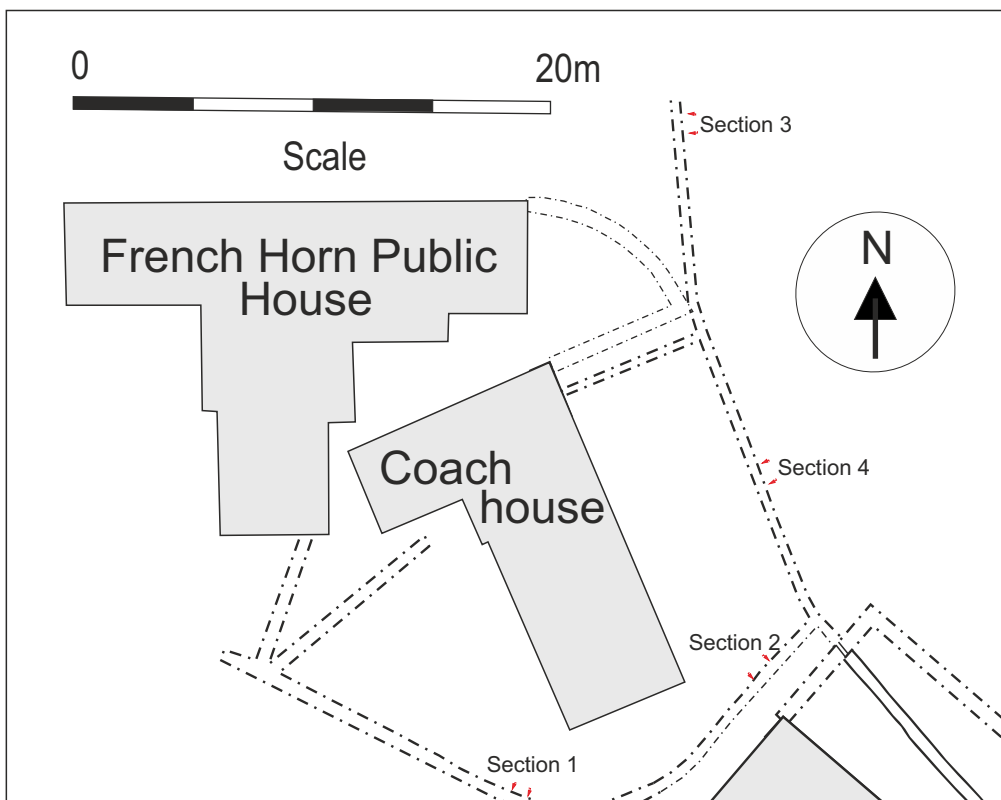 0 20m
Scale
Section 3
French Horn Public
House
N
Coach
house
Section 4
Section 2
Section 1